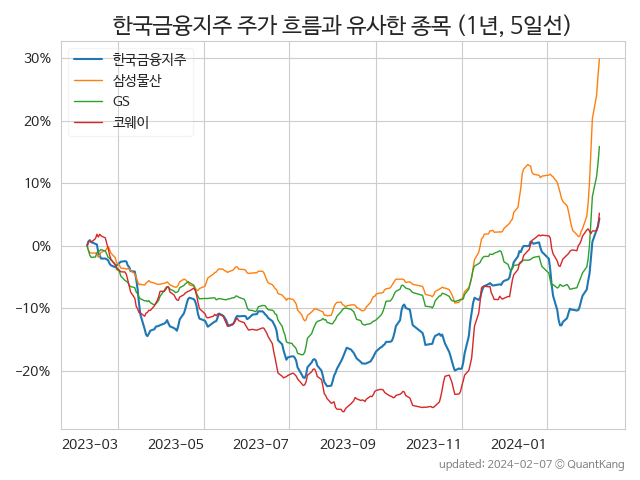 한국금융지주 주가 흐름과 유사한 종목 (1년, 5일선)
30%
20%
10%
0%
−10%
−20%
한국금융지주
삼성물산
GS
코웨이
2023-03
2023-05
2023-07
2023-09
2023-11
2024-01
updated: 2024-02-07 © QuantKang